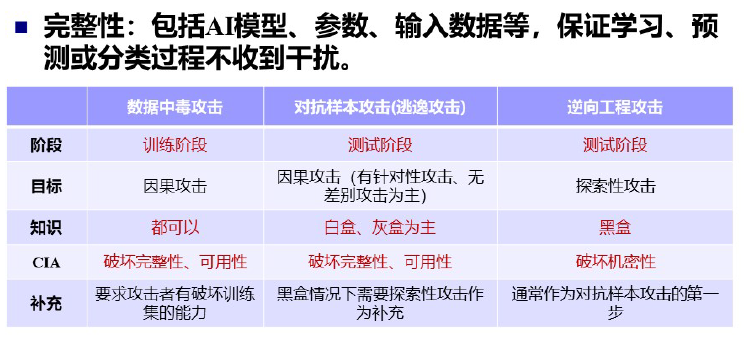 ■ 完整性：包括AI模型、参数、输入数据等，保证学习、预
测或分类过程不收到干扰。
数据中毒攻击 对抗样本攻击(逃逸攻击) 逆向工程攻击
阶段 训练阶段 测试阶段 测试阶段
目标 因果攻击 因果攻击（有针对性攻击、无
差别攻击为主） 探索性攻击
知识 都可以 白盒、灰盒为主 黑盒
CIA 破坏完整性、可用性 破坏完整性、可用性 破坏机密性
补充 要求攻击者有破坏训练
集的能力 黑盒情况下需要探索性攻击作
为补充 通常作为对抗样本攻击的第一
步